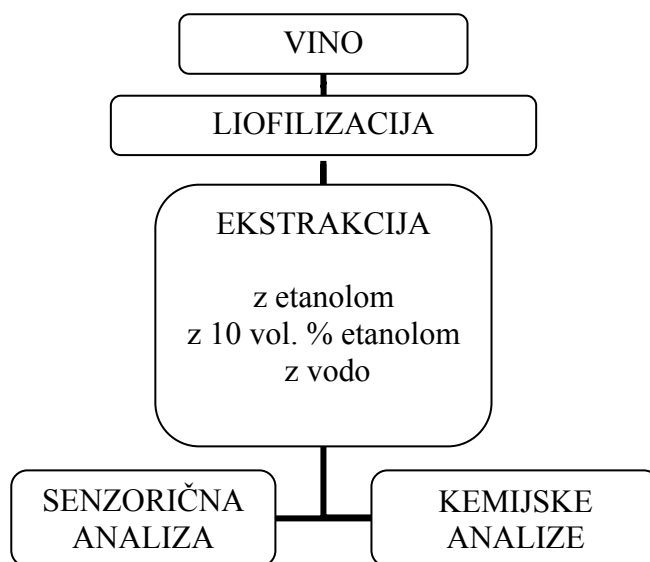 VINO
LIOFILIZACIJA
EKSTRAKCIJA
z etanolom
z 10 vol. % etanolom
z vodo
SENZORIČNA
ANALIZA
KEMIJSKE
ANALIZE